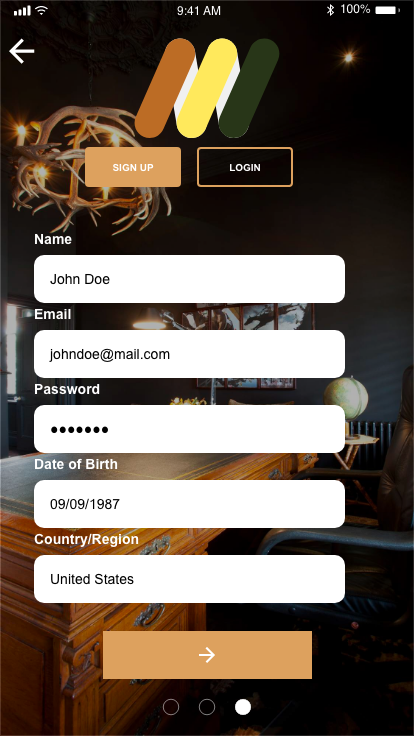 9:41 AM
100%
SIGN UP
LOGIN
Name
John Doe
Email
johndoe@mail.com
Password
●●●●●●●
Date of Birth
09/09/1987
Country/Region
United States